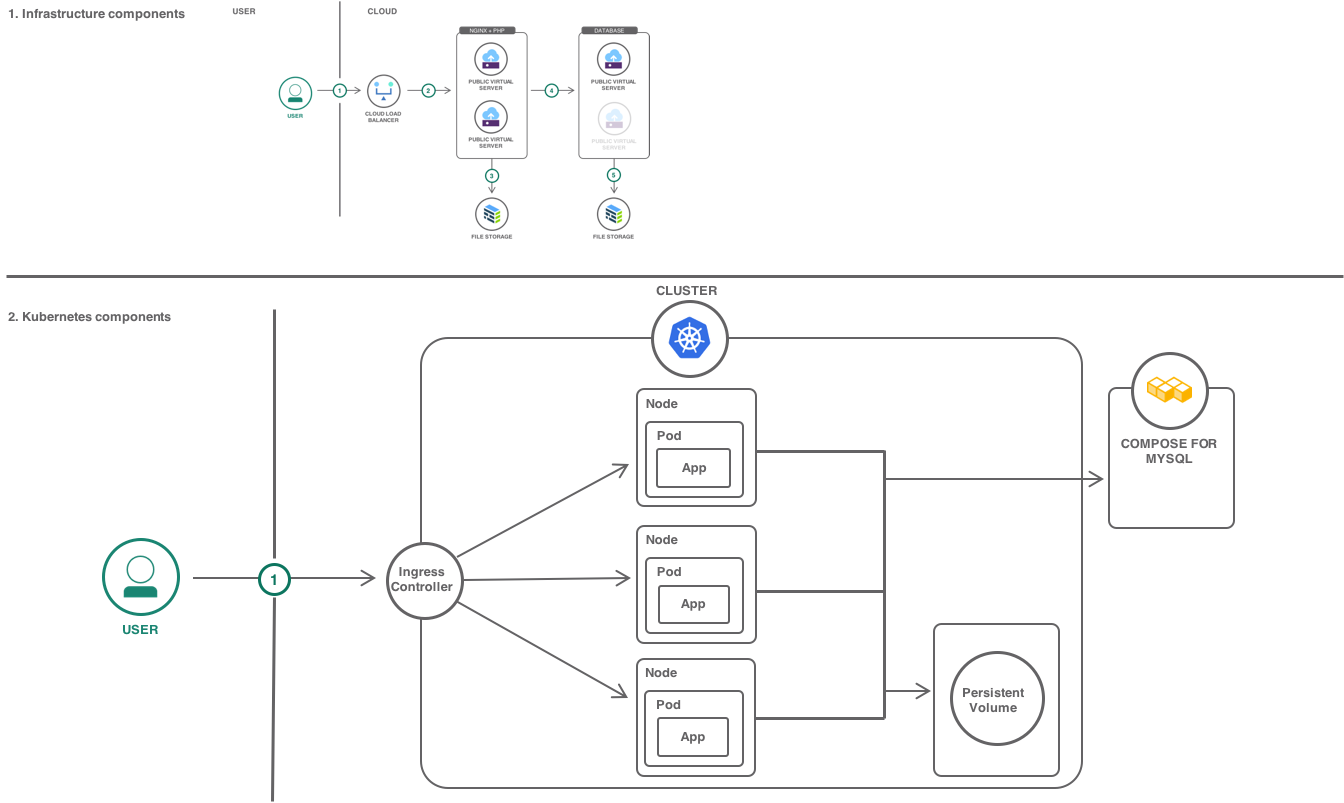 1. Infrastructure components
USER
CLOUD
NGINX + PHP
DATABASE
PUBLIC VIRTUAL
SERVER
PUBLIC VIRTUAL
SERVER
1
2
4
USER
CLOUD LOAD
BALANCER
PUBLIC VIRTUAL
SERVER
PUBLIC VIRTUAL
SERVER
3
5
FILE STORAGE
FILE STORAGE
CLUSTER
2. Kubernetes components
Node
Pod
App
COMPOSE FOR
MYSQL
Node
Pod
App
Ingress
Controller
1
USER
Node
Pod
App
Persistent
Volume